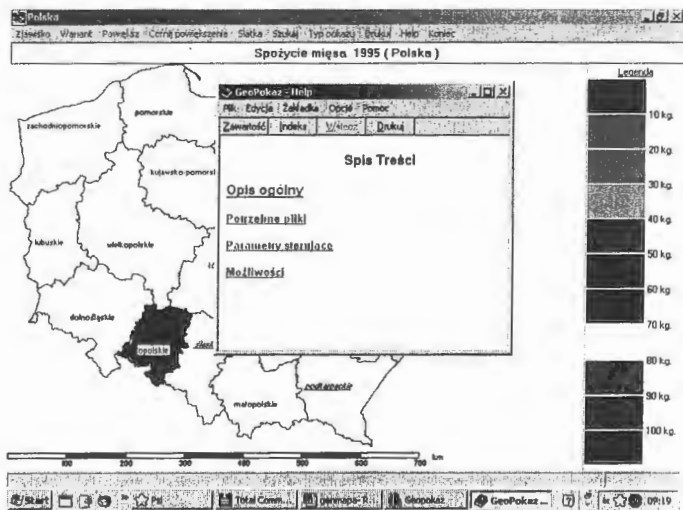 Polska
Zjawisko Wariant Powiększ Cofnij powiększenie Siatka Szukaj Typ pokazu Drukuj Help Koniec
Spożycie mięsa 1995 ( Polska )
Legenda
10 kg.
20 kg.
30 kg.
40 kg.
50 kg.
60 kg.
70 kg.
80 kg.
90 kg.
100 kg.
zachodniopomorskie
pomorskie
kujawsko-pomorsk
lubuskie
wielkopolskie
dolnośląskie
opolskie
małopolskie
podkarpackie
GeoPokaz - Help
Plik Edycja Zakładka Opcje Pomoc
Zawartość Indeks Wstecz Drukuj
Spis Treści
Opis ogólny
Potrzebne pliki
Parametry sterujące
Możliwości
100 200 300 400 500 600 700 km
Start Total Comm... Geopokaz GeoPokaz ... 09:19